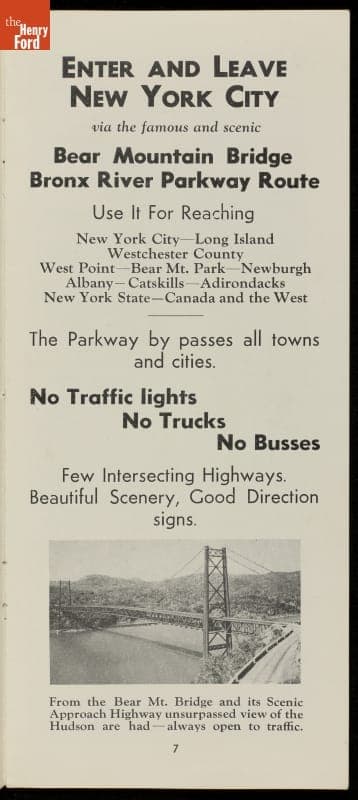 the
Henry
Ford
ENTER AND LEAVE
NEW YORK CITY
via the famous and scenic
Bear Mountain Bridge
Bronx River Parkway Route
Use It For Reaching
New York City—Long Island
Westchester County
West Point—Bear Mt. Park—Newburgh
Albany—Catskills—Adirondacks
New York State—Canada and the West
The Parkway by passes all towns
and cities.
No Traffic lights
No Trucks
No Busses
Few Intersecting Highways.
Beautiful Scenery, Good Direction
signs.
From the Bear Mt. Bridge and its Scenic
Approach Highway unsurpassed view of the
Hudson are had—always open to traffic.
7